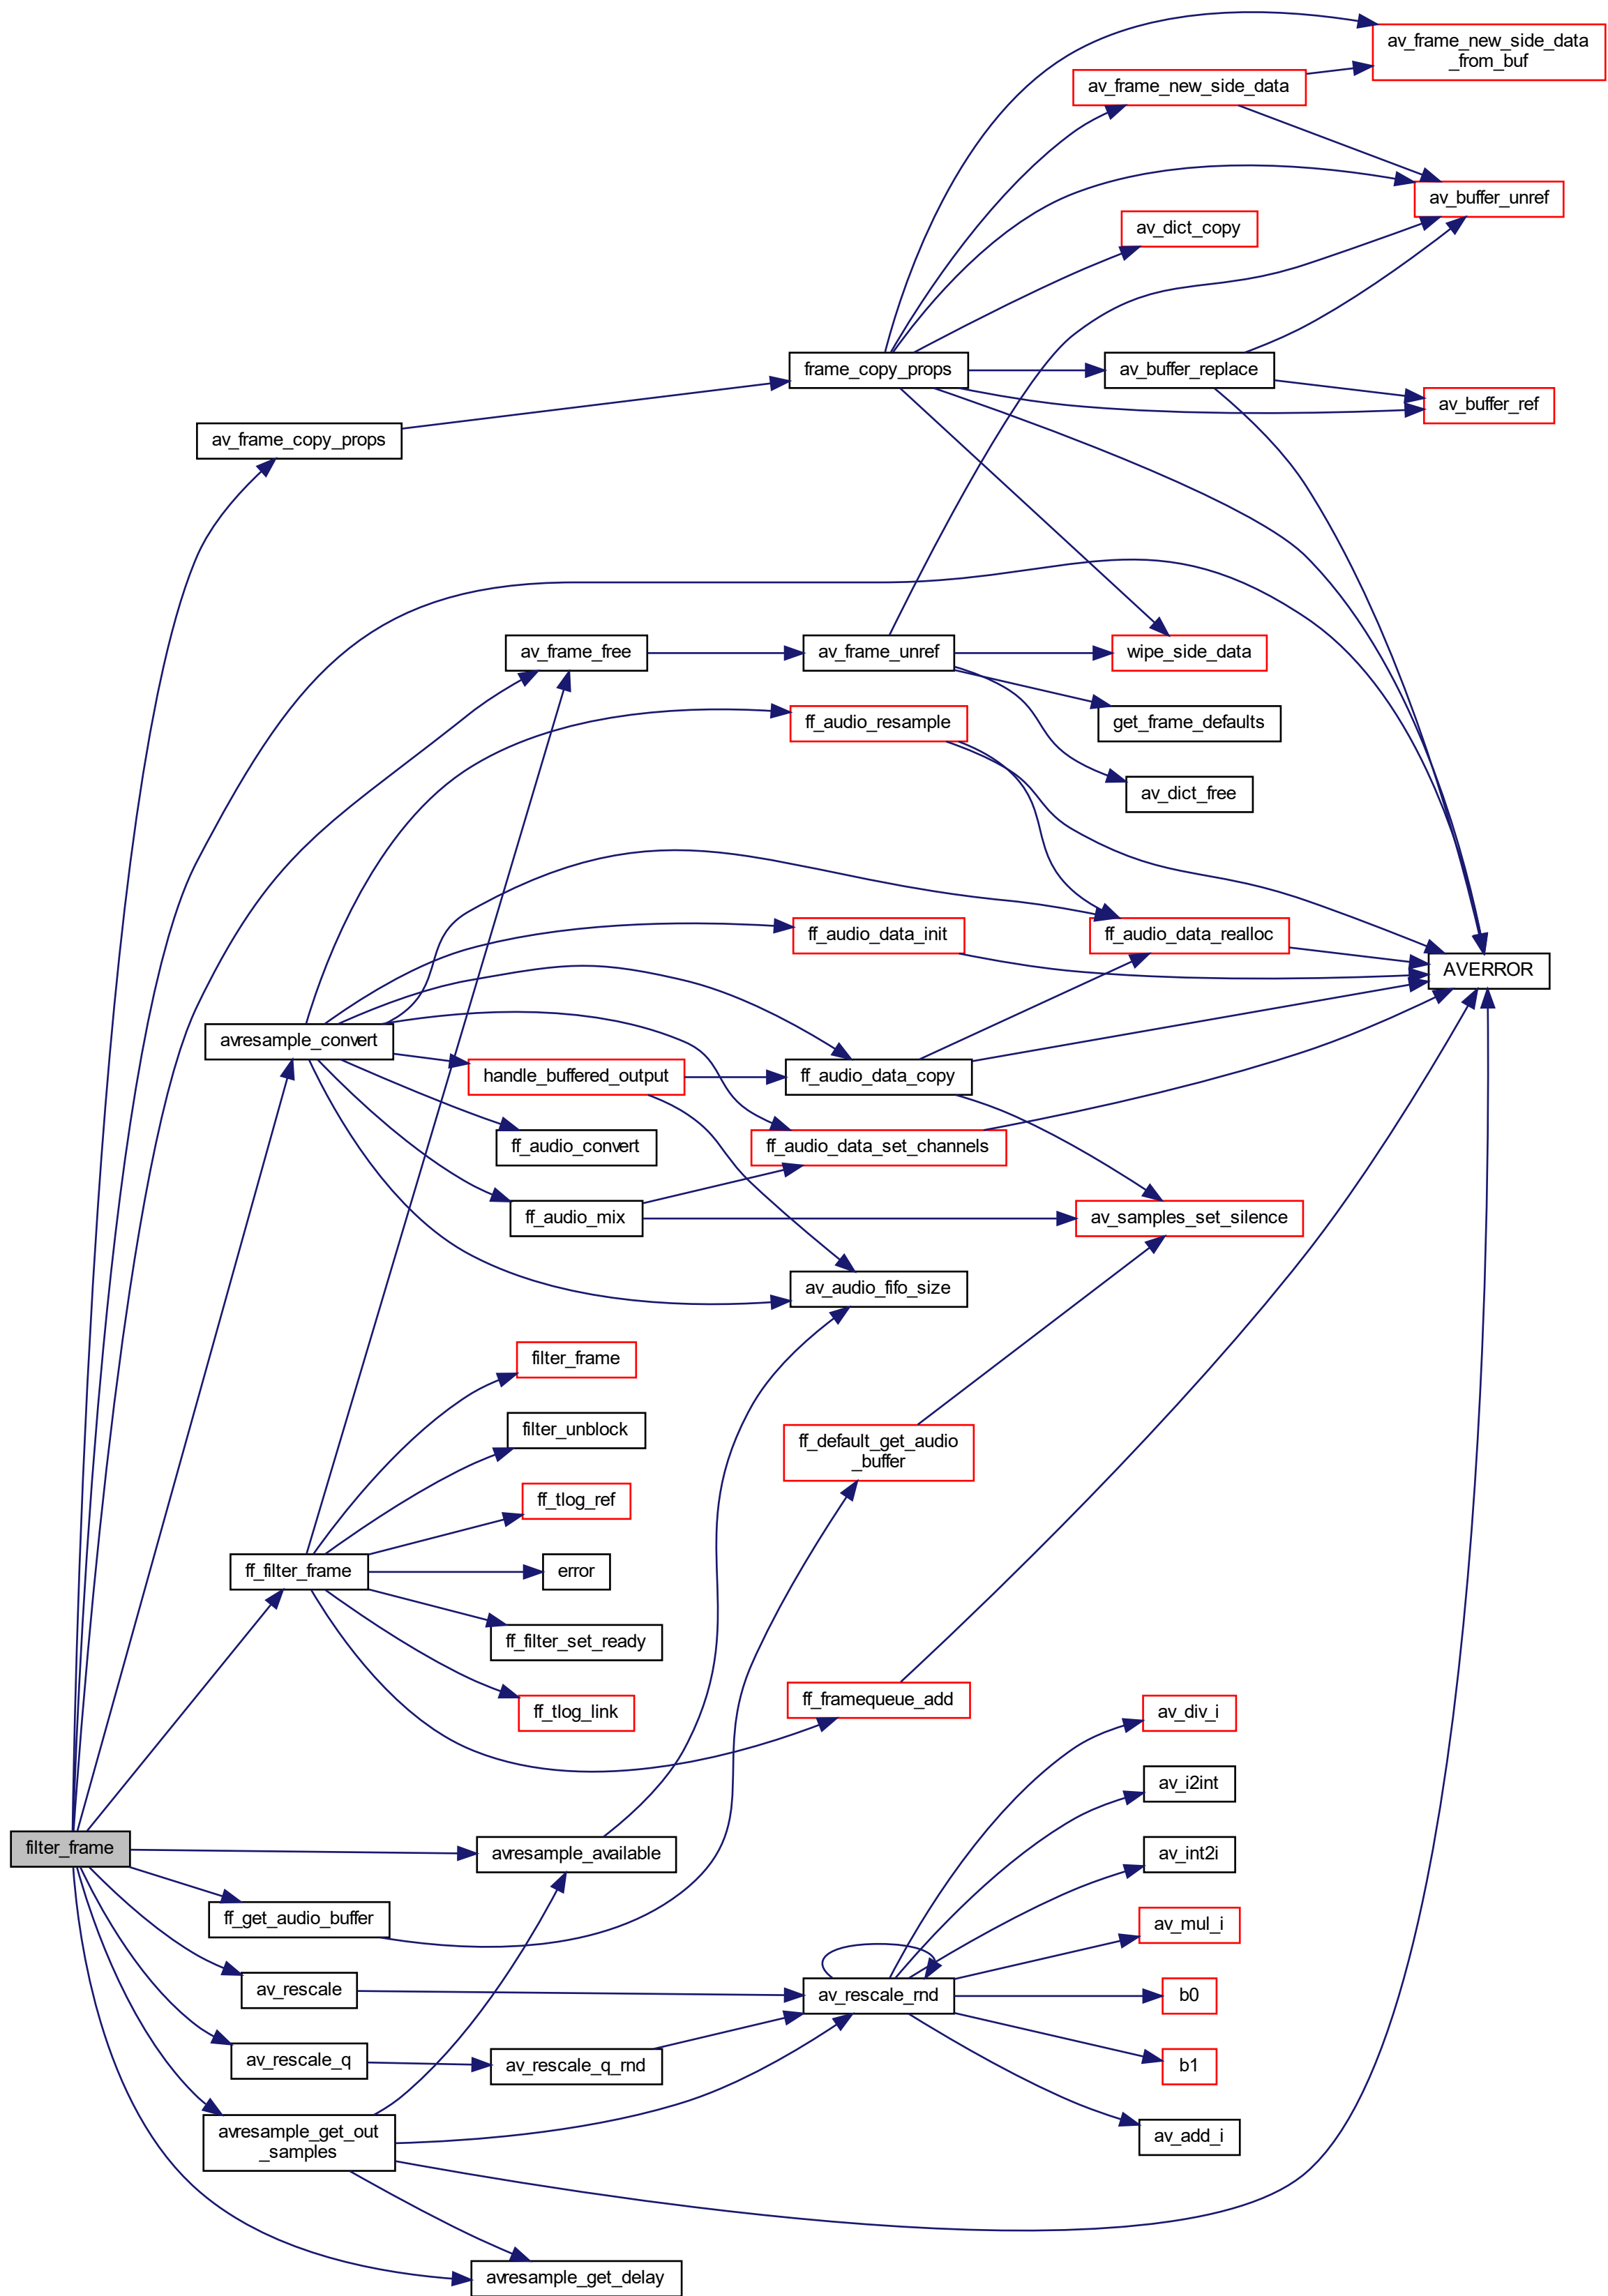 av_frame_new_side_data
_from_buf
av_frame_new_side_data
av_buffer_unref
av_dict_copy
frame_copy_props
av_buffer_replace
av_buffer_ref
av_frame_copy_props
av_frame_free
av_frame_unref
wipe_side_data
ff_audio_resample
get_frame_defaults
av_dict_free
ff_audio_data_init
ff_audio_data_realloc
AVERROR
avresample_convert
handle_buffered_output
ff_audio_data_copy
ff_audio_convert
ff_audio_data_set_channels
ff_audio_mix
av_samples_set_silence
av_audio_fifo_size
filter_frame
filter_unblock
ff_default_get_audio
_buffer
ff_tlog_ref
ff_filter_frame
error
ff_filter_set_ready
ff_tlog_link
ff_framequeue_add
av_div_i
av_i2int
filter_frame
avresample_available
av_int2i
ff_get_audio_buffer
av_mul_i
av_rescale
av_rescale_rnd
b0
av_rescale_q
av_rescale_q_rnd
b1
avresample_get_out
_samples
av_add_i
avresample_get_delay